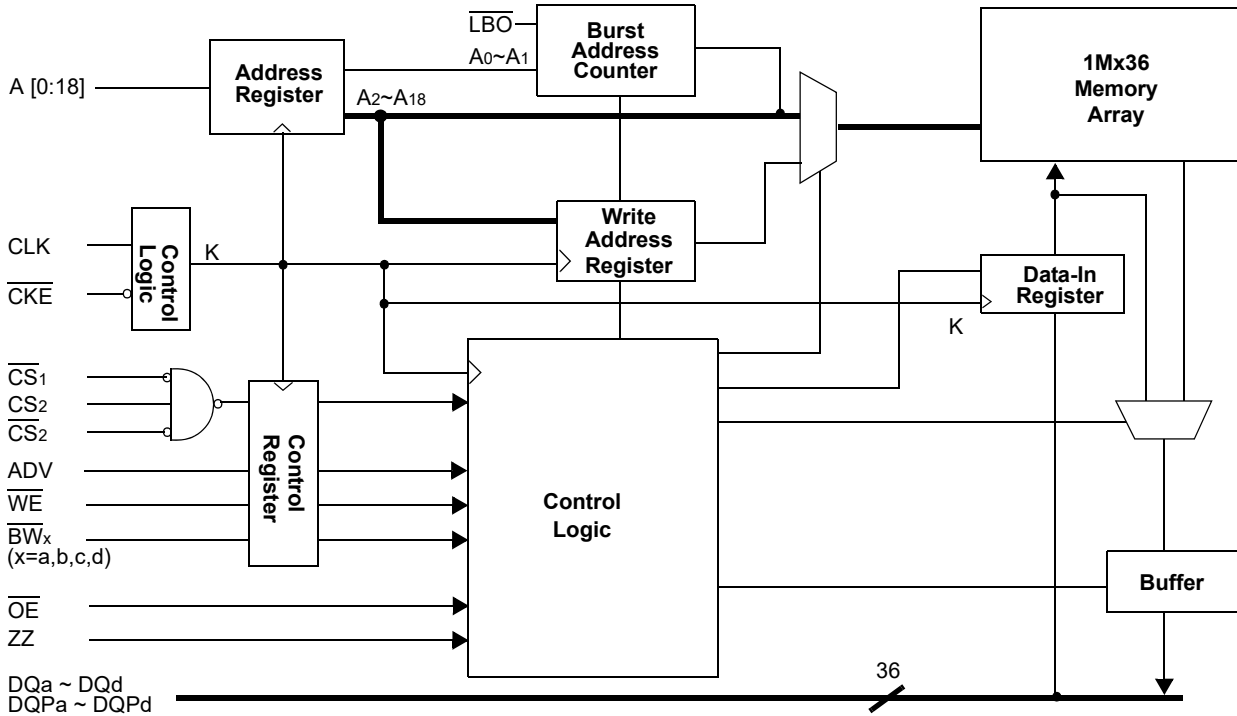 LBO
Burst
Address
Counter
1Mx36
Memory
Array
A [0:18]
Address
Register
A0~A1
A2~A18
Write
Address
Register
CLK
CKE
Control
Logic
K
Data-In
Register
K
CS1
CS2
CS2
ADV
WE
BWx
(x=a,b,c,d)
Control
Register
Control
Logic
OE
ZZ
Buffer
DQa ~ DQd
DQPa ~ DQPd
36